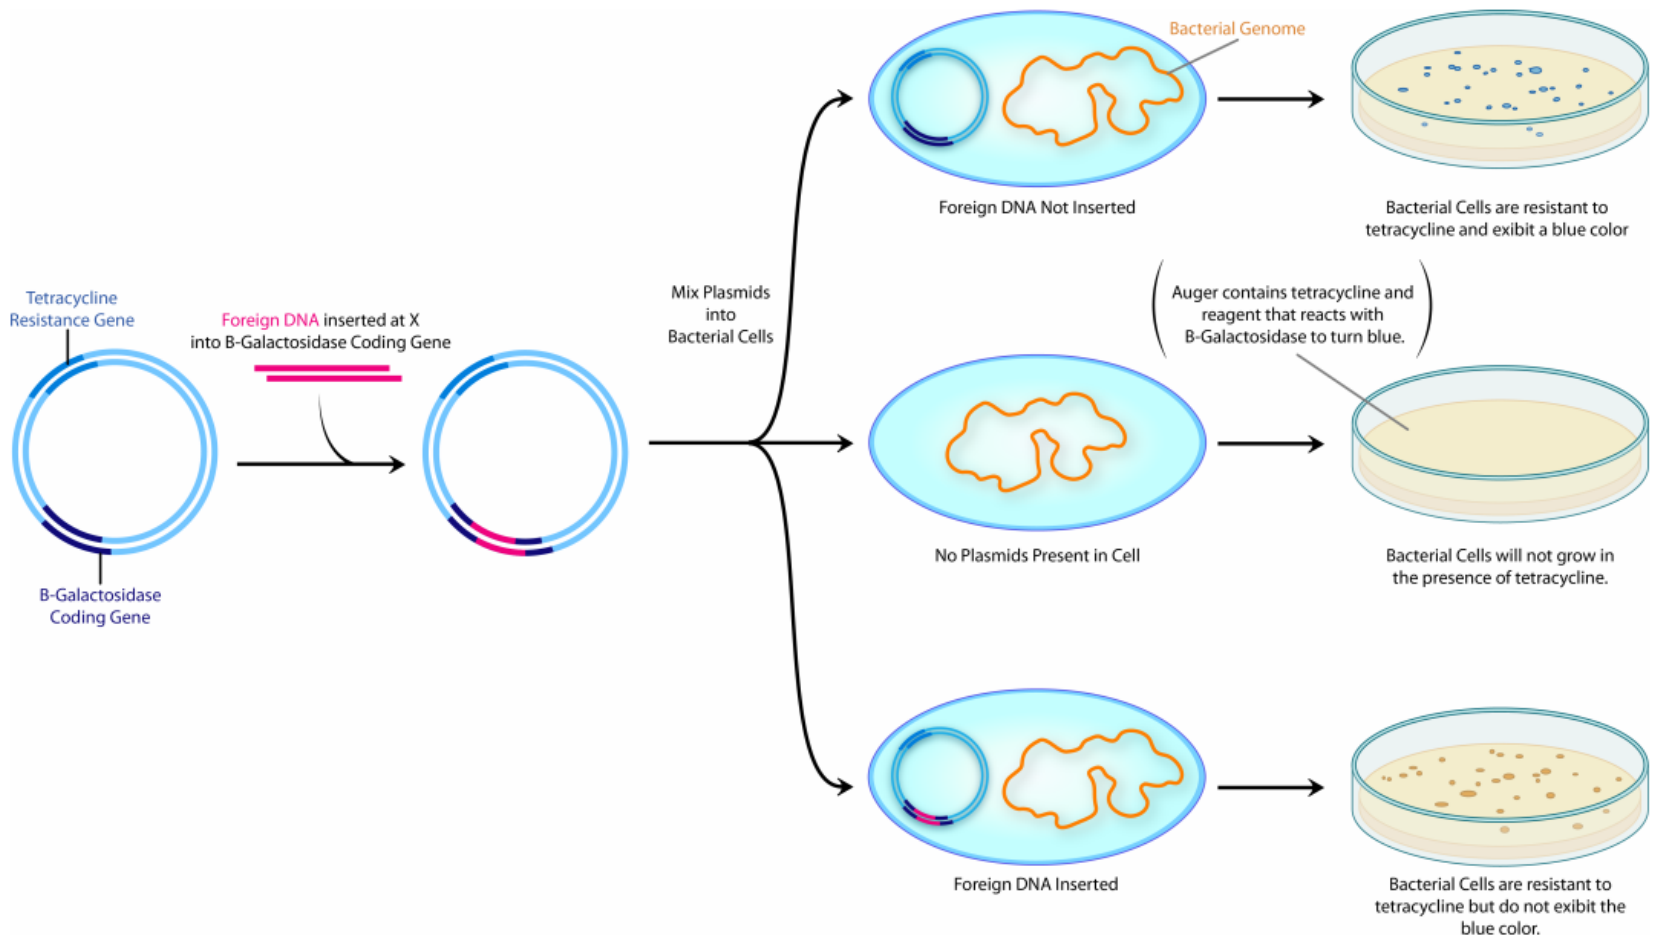 Bacterial Genome
Foreign DNA Not Inserted
Bacterial Cells are resistant to
tetracycline and exibit a blue color
Tetracycline
Resistance Gene
Foreign DNA inserted at X
into B-Galactosidase Coding Gene
Mix Plasmids
into
Bacterial Cells
Auger contains tetracycline and
reagent that reacts with
B-Galactosidase to turn blue.
No Plasmids Present in Cell
Bacterial Cells will not grow in
the presence of tetracycline.
B-Galactosidase
Coding Gene
Foreign DNA Inserted
Bacterial Cells are resistant to
tetracycline but do not exibit the
blue color.